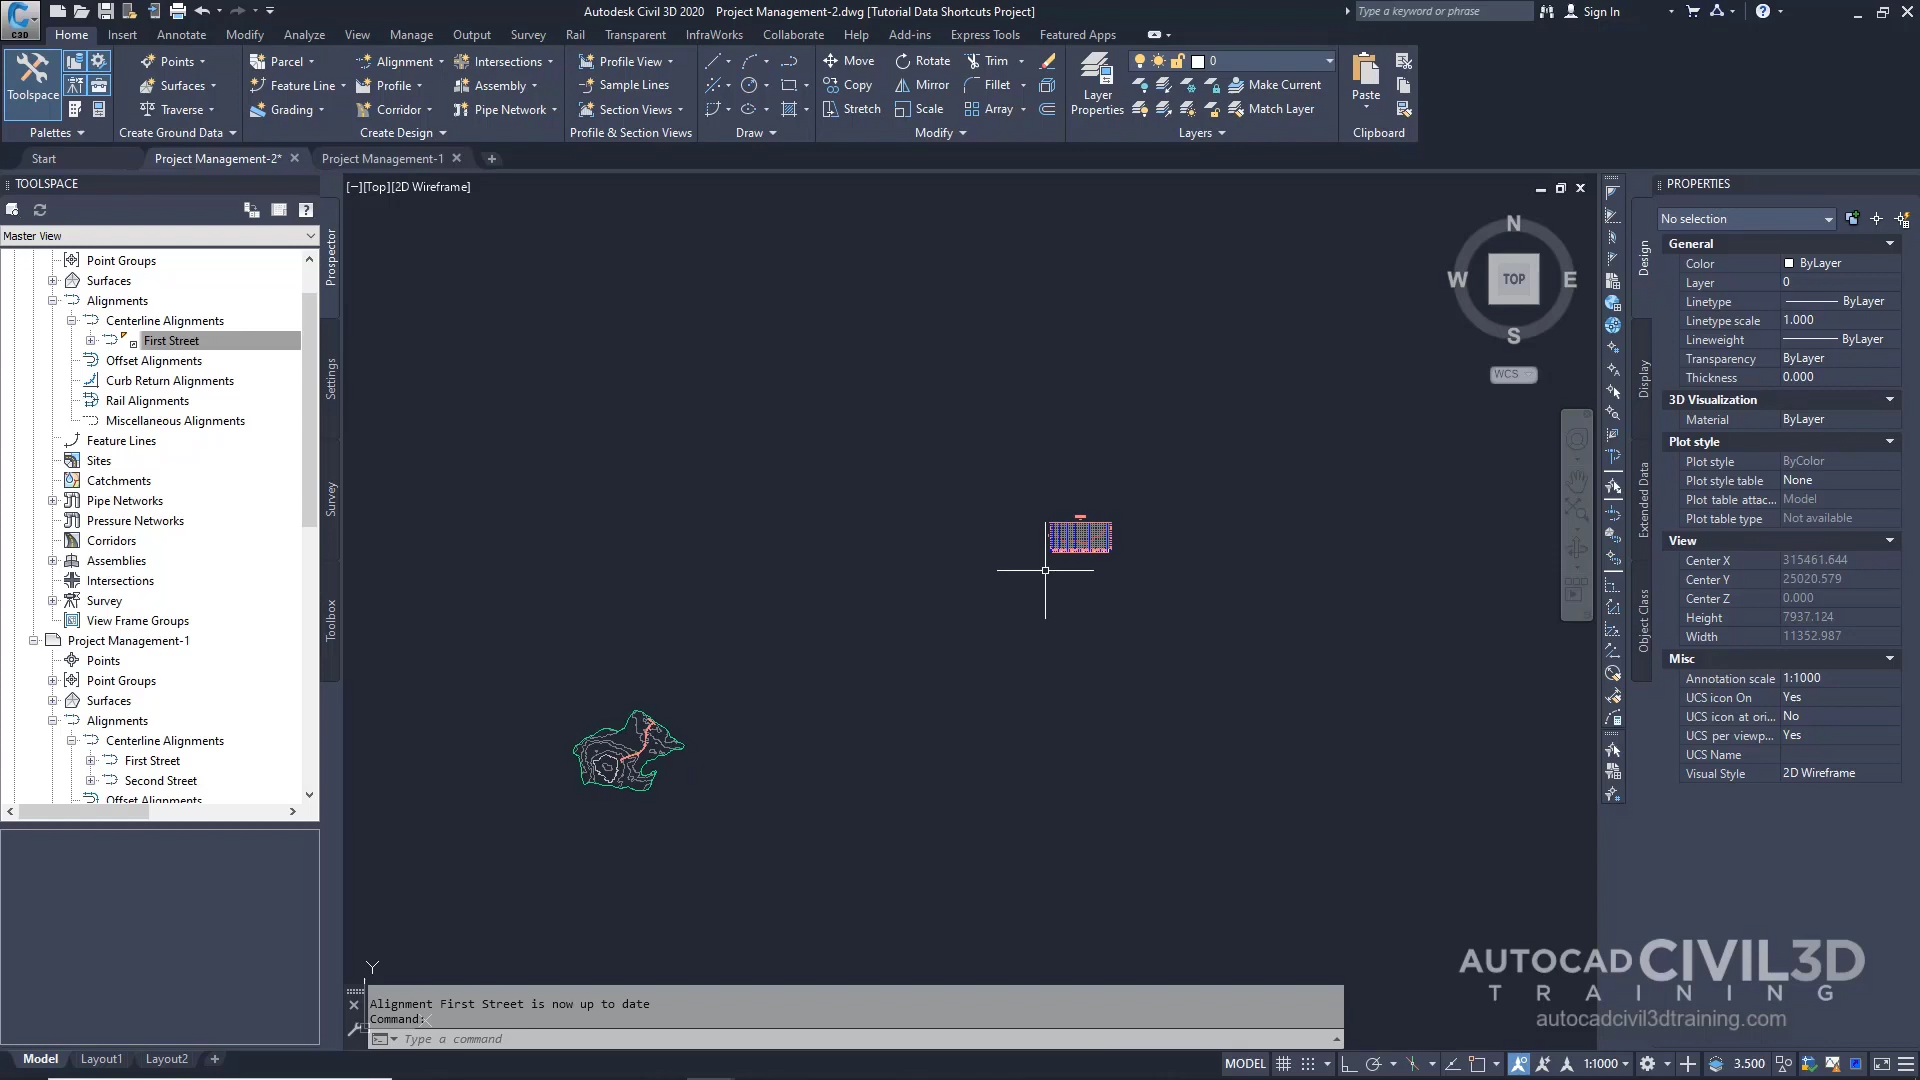 C3D
Autodesk Civil 3D 2020 Project Management-2.dwg [Tutorial Data Shortcuts Project]
Type a keyword or phrase
Sign In
Home Insert Annotate Modify Analyze View Manage Output Survey Rail Transparent InfraWorks Collaborate Help Add-ins Express Tools Featured Apps
Toolspace
Points
Surfaces
Traverse
Parcel
Feature Line
Grading
Alignment
Profile
Corridor
Intersections
Assembly
Pipe Network
Profile View
Sample Lines
Section Views
Move
Copy
Stretch
Rotate
Mirror
Scale
Trim
Fillet
Array
Layer
Properties
0
Make Current
Match Layer
Paste
Palettes Create Ground Data Create Design Profile & Section Views Draw Modify Layers Clipboard
Start Project Management-2* Project Management-1
TOOLSPACE
Master View
Point Groups
Surfaces
Alignments
Centerline Alignments
First Street
Offset Alignments
Curb Return Alignments
Rail Alignments
Miscellaneous Alignments
Feature Lines
Sites
Catchments
Pipe Networks
Pressure Networks
Corridors
Assemblies
Intersections
Survey
View Frame Groups
Project Management-1
Points
Point Groups
Surfaces
Alignments
Centerline Alignments
First Street
Second Street
Offset Alignments
Prospector
Settings
Survey
Toolbox
[−][Top][2D Wireframe]
N
W TOP E
S
WCS
Y
Alignment First Street is now up to date
Command:
Type a command
Design
Display
Extended Data
Object Class
PROPERTIES
No selection
General
Color ByLayer
Layer 0
Linetype ByLayer
Linetype scale 1.000
Lineweight ByLayer
Transparency ByLayer
Thickness 0.000
3D Visualization
Material ByLayer
Plot style
Plot style ByColor
Plot style table None
Plot table attac... Model
Plot table type Not available
View
Center X 315461.644
Center Y 25020.579
Center Z 0.000
Height 7937.124
Width 11352.987
Misc
Annotation scale 1:1000
UCS icon On Yes
UCS icon at ori... No
UCS per viewp... Yes
UCS Name
Visual Style 2D Wireframe
AUTOCAD CIVIL3D
TRAINING
autocadcivil3dtraining.com
Model Layout1 Layout2 +
MODEL 1:1000 3.500